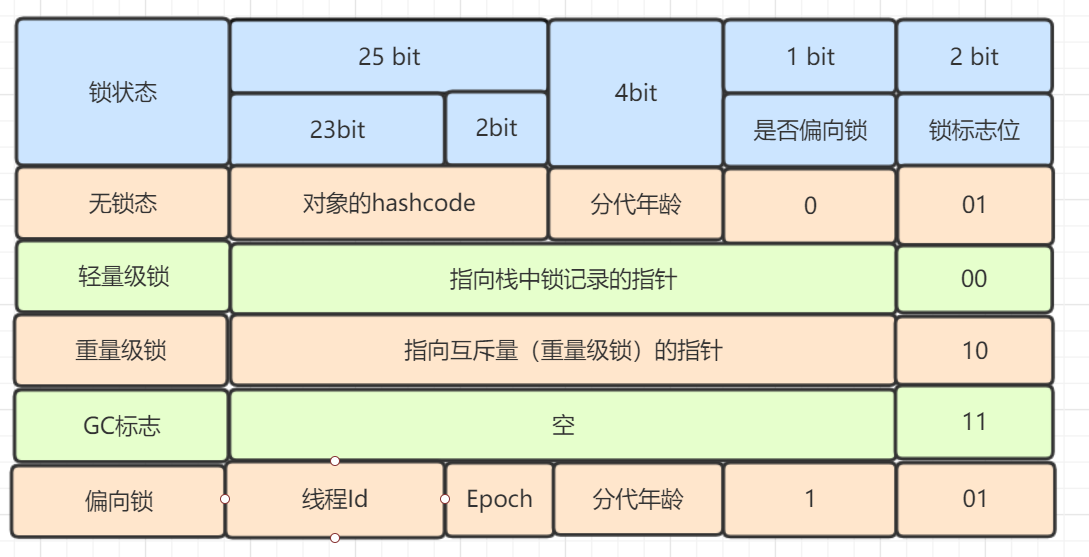 锁状态
25 bit
4bit
1 bit
2 bit
23bit
2bit
是否偏向锁
锁标志位
无锁态
对象的hashcode
分代年龄
0
01
轻量级锁
指向栈中锁记录的指针
00
重量级锁
指向互斥量（重量级锁）的指针
10
GC标志
空
11
偏向锁
线程Id
Epoch
分代年龄
1
01